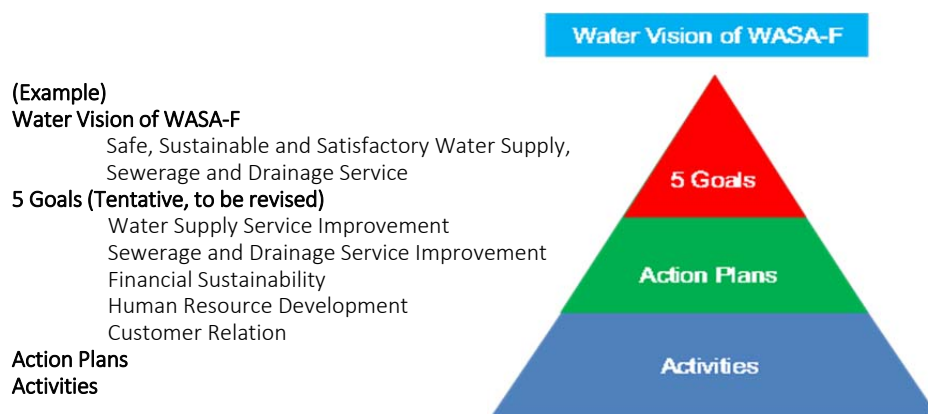 Water Vision of WASA-F
(Example)
Water Vision of WASA-F
Safe, Sustainable and Satisfactory Water Supply,
Sewerage and Drainage Service
5 Goals (Tentative, to be revised)
Water Supply Service Improvement
Sewerage and Drainage Service Improvement
Financial Sustainability
Human Resource Development
Customer Relation
Action Plans
Activities
5 Goals
Action Plans
Activities